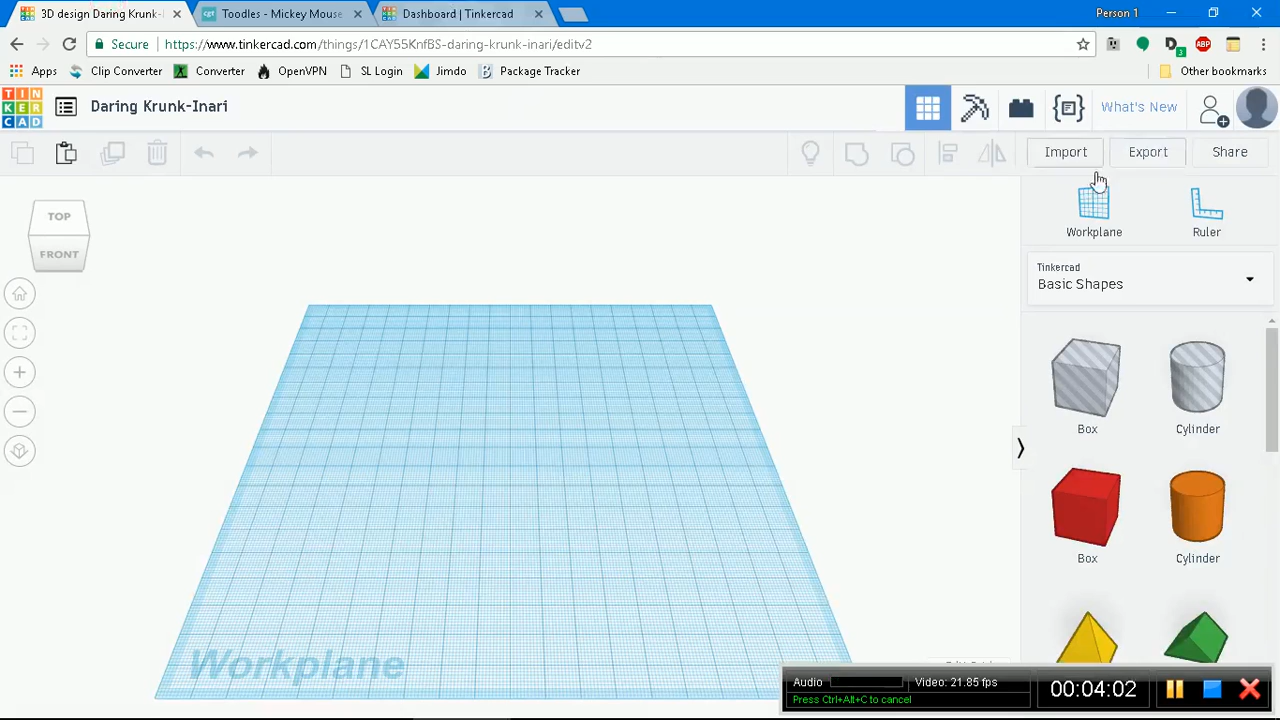 3D design Daring Krunk-I
Toodles - Mickey Mouse
Dashboard | Tinkercad
Person 1
Secure
https://www.tinkercad.com/things/1CAY55KnfBS-daring-krunk-inari/editv2
3
ABP
Apps
Clip Converter
Converter
OpenVPN
SL Login
Jimdo
Package Tracker
Other bookmarks
TIN
KER
CAD
Daring Krunk-Inari
What's New
Import
Export
Share
TOP
FRONT
Workplane
Ruler
Tinkercad
Basic Shapes
Box
Cylinder
Box
Cylinder
Workplane
Audio
Video: 21.85 fps
Press Ctrl+Alt+C to cancel
00:04:02